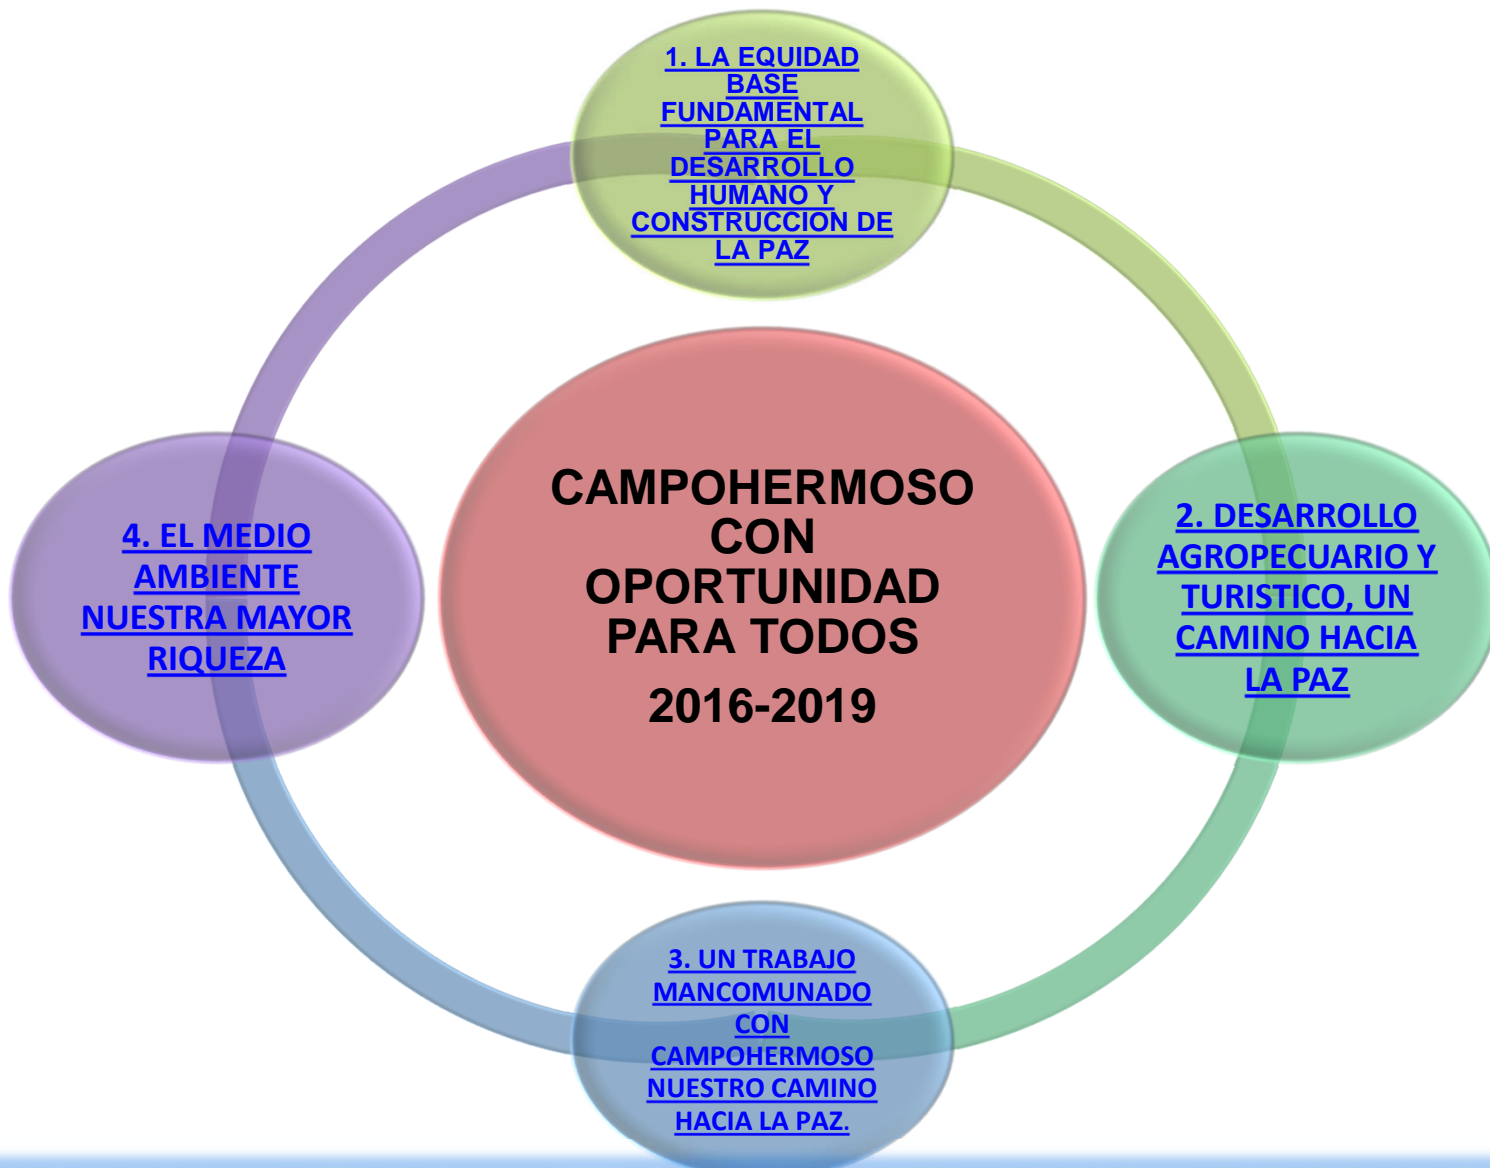 1. LA EQUIDAD
BASE
FUNDAMENTAL
PARA EL
DESARROLLO
HUMANO Y
CONSTRUCCION DE
LA PAZ
CAMPOHERMOSO
CON
OPORTUNIDAD
PARA TODOS
2016-2019
2. DESARROLLO
AGROPECUARIO Y
TURISTICO, UN
CAMINO HACIA
LA PAZ
3. UN TRABAJO
MANCOMUNADO
CON
CAMPOHERMOSO
NUESTRO CAMINO
HACIA LA PAZ.
4. EL MEDIO
AMBIENTE
NUESTRA MAYOR
RIQUEZA